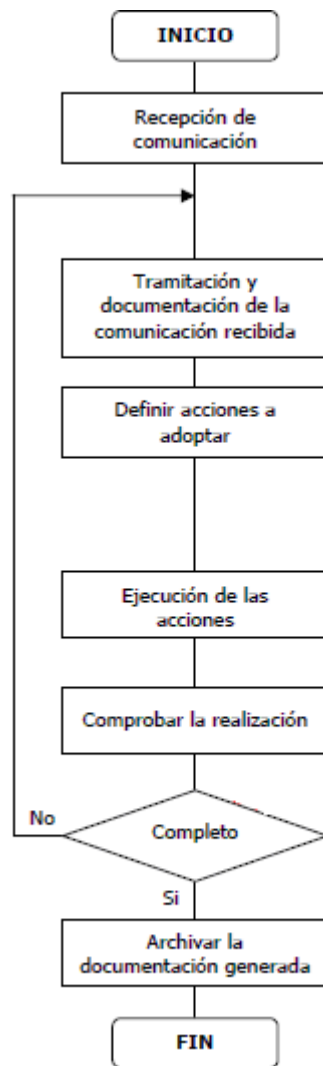 INICIO
Recepción de
comunicación
Tramitación y
documentación de la
comunicación recibida
Definir acciones a
adoptar
Ejecución de las
acciones
Comprobar la realización
No
Completo
Si
Archivar la
documentación generada
FIN